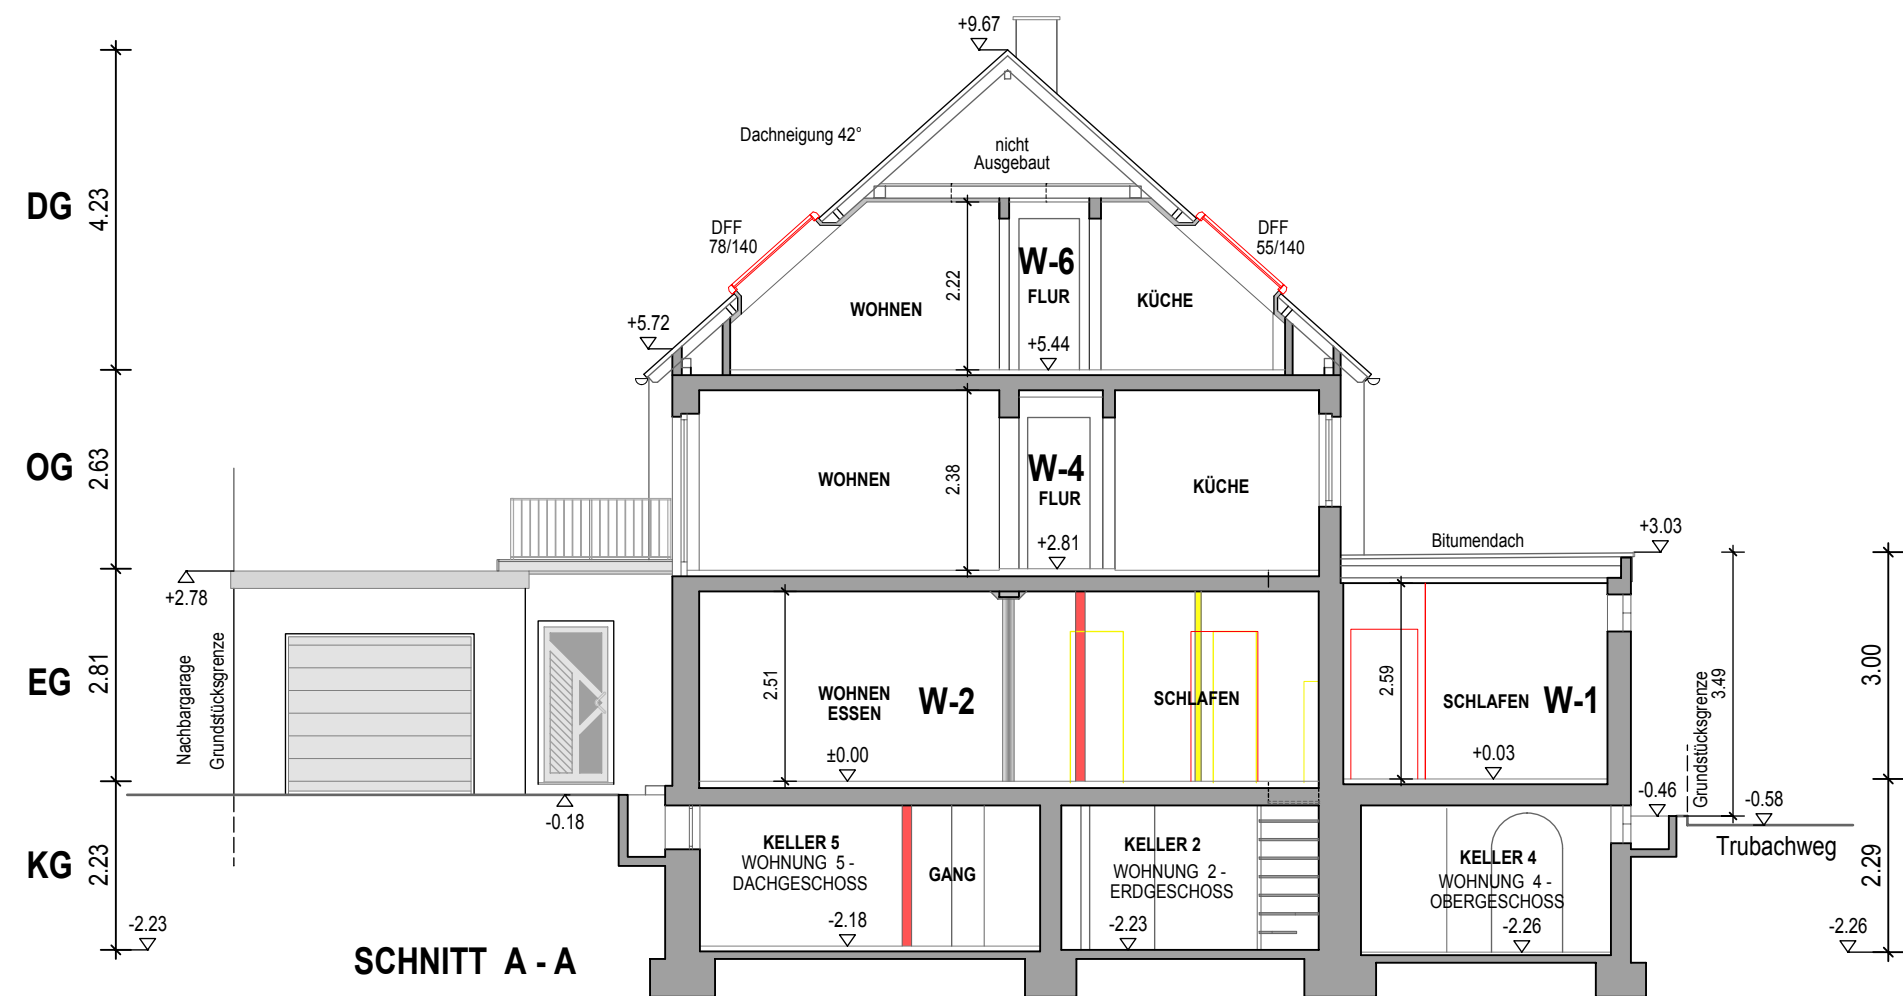 +9.67
Dachneigung 42°
nicht
Ausgebaut
DG 4.23
DFF
78/140
DFF
55/140
W-6
FLUR
2.22
WOHNEN
KÜCHE
+5.72
+5.44
OG 2.63
WOHNEN
2.38
W-4
FLUR
KÜCHE
+2.81
Bitumendach
+3.03
+2.78
EG 2.81
Nachbargarage
Grundstücksgrenze
2.51
WOHNEN
ESSEN
W-2
SCHLAFEN
2.59
SCHLAFEN W-1
Grundstücksgrenze
3.49
3.00
±0.00
+0.03
-0.18
-0.46
-0.58
Trubachweg
KG 2.23
KELLER 5
WOHNUNG 5 -
DACHGESCHOSS
GANG
KELLER 2
WOHNUNG 2 -
ERDGESCHOSS
KELLER 4
WOHNUNG 4 -
OBERGESCHOSS
2.29
-2.23
-2.18
-2.23
-2.26
-2.26
SCHNITT A - A